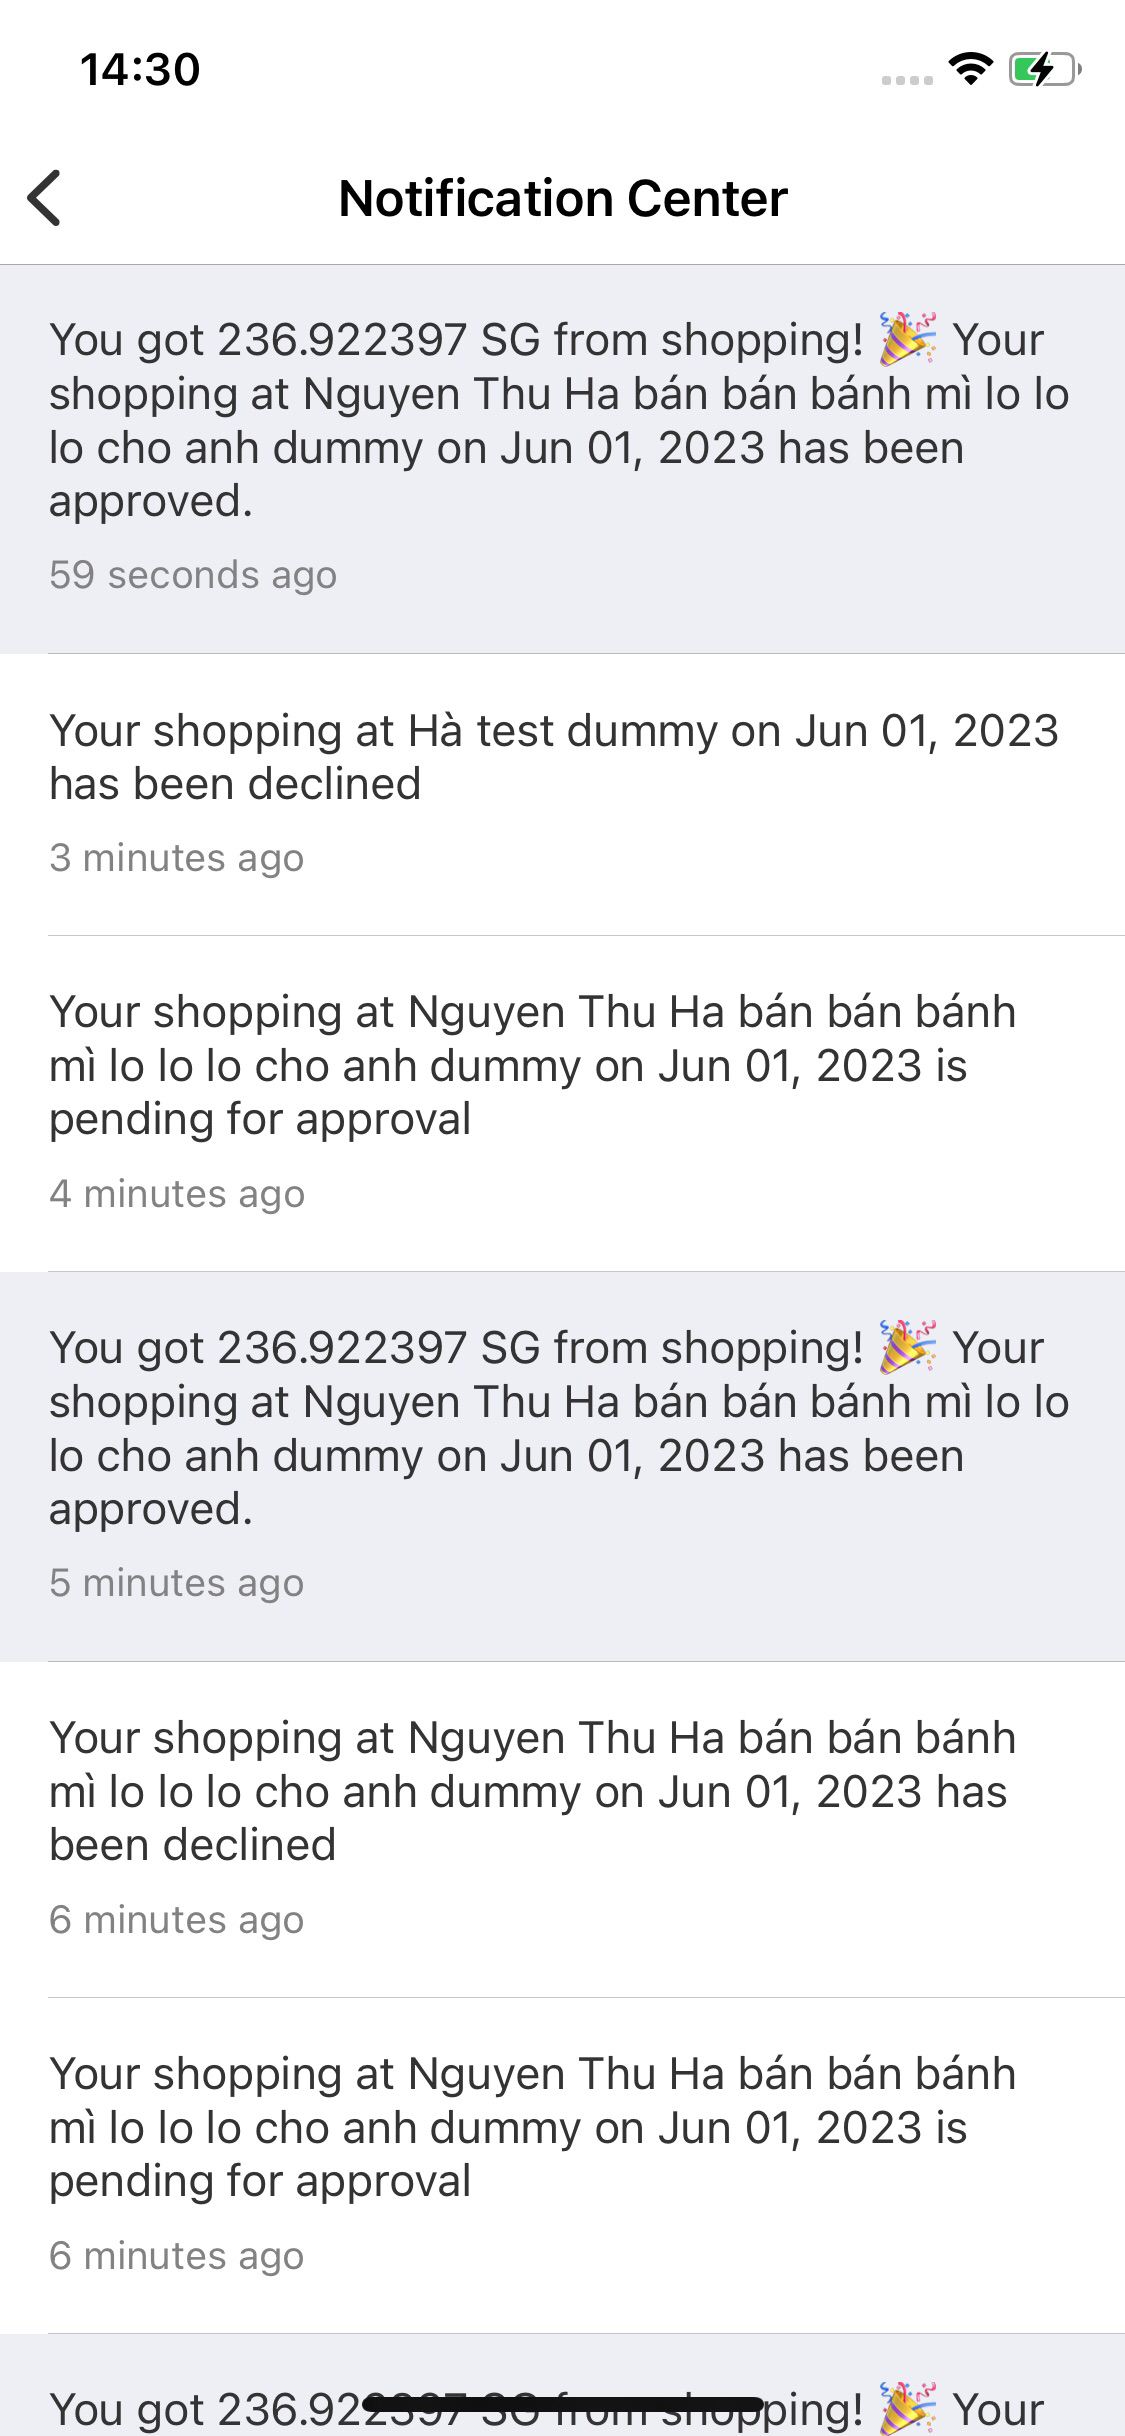 14:30
Notification Center
You got 236.922397 SG from shopping! 🎉 Your
shopping at Nguyen Thu Ha bán bán bánh mì lo lo
lo cho anh dummy on Jun 01, 2023 has been
approved.
59 seconds ago
Your shopping at Hà test dummy on Jun 01, 2023
has been declined
3 minutes ago
Your shopping at Nguyen Thu Ha bán bán bánh
mì lo lo lo cho anh dummy on Jun 01, 2023 is
pending for approval
4 minutes ago
You got 236.922397 SG from shopping! 🎉 Your
shopping at Nguyen Thu Ha bán bán bánh mì lo lo
lo cho anh dummy on Jun 01, 2023 has been
approved.
5 minutes ago
Your shopping at Nguyen Thu Ha bán bán bánh
mì lo lo lo cho anh dummy on Jun 01, 2023 has
been declined
6 minutes ago
Your shopping at Nguyen Thu Ha bán bán bánh
mì lo lo lo cho anh dummy on Jun 01, 2023 is
pending for approval
6 minutes ago
You got 236.922397 SG from shopping! 🎉 Your